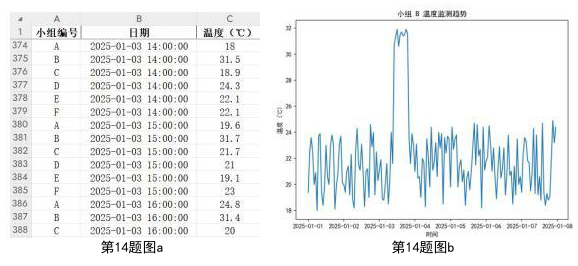 A B C
1 小组编号 日期 温度（℃）
374 A 2025-01-03 14:00:00 18
375 B 2025-01-03 14:00:00 31.5
376 C 2025-01-03 14:00:00 18.9
377 D 2025-01-03 14:00:00 24.3
378 E 2025-01-03 14:00:00 22.1
379 F 2025-01-03 14:00:00 22.1
380 A 2025-01-03 15:00:00 19.6
381 B 2025-01-03 15:00:00 31.7
382 C 2025-01-03 15:00:00 21.7
383 D 2025-01-03 15:00:00 21
384 A 2025-01-03 15:00:00 19.1
385 A 2025-01-03 15:00:00 23
386 A 2025-01-03 16:00:00 24.8
387 B 2025-01-03 16:00:00 31.4
388 C 2025-01-03 16:00:00 20
第14题图a
小组 B 温度监测趋势
温度 (℃)
32
30
28
26
24
22
20
18
2025-01-01 2025-01-02 2025-01-03 2025-01-04 2025-01-05 2025-01-06 2025-01-07 2025-01-08
时间
第14题图b